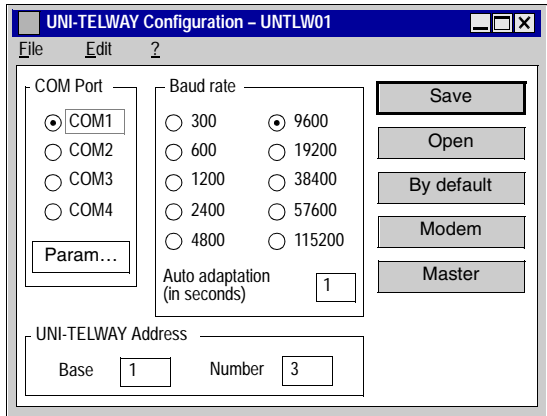 UNI-TELWAY Configuration – UNTLW01
File Edit ?
COM Port
COM1
COM2
COM3
COM4
Param...
Baud rate
300 9600
600 19200
1200 38400
2400 57600
4800 115200
Auto adaptation
(in seconds) 1
Save
Open
By default
Modem
Master
UNI-TELWAY Address
Base 1 Number 3